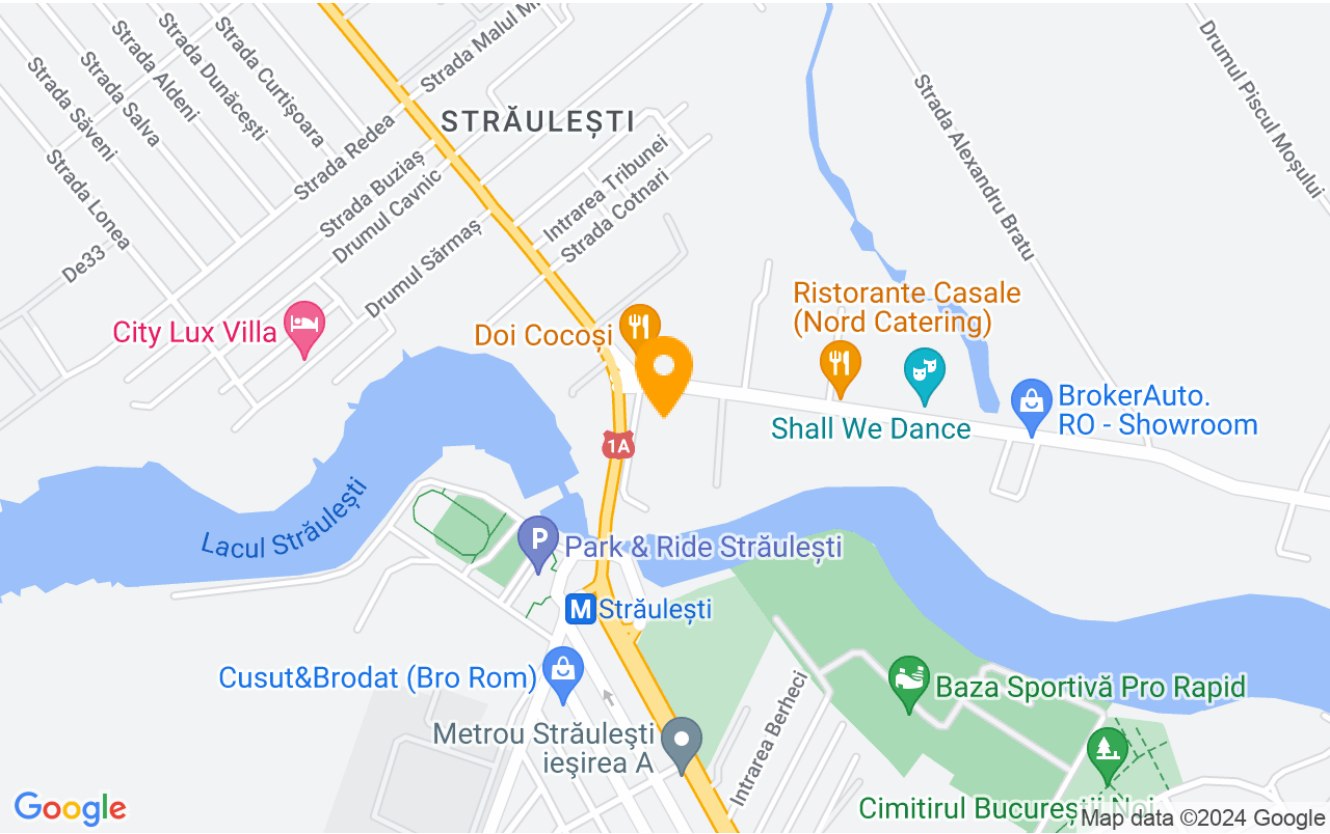 Strada Malul M
Strada Curtișoara
Strada Dunăcești
Strada Aldeni
Strada Salva
Strada Săveni
Strada Lonea
De33
Strada Redea
Strada Buziaș
Drumul Cavnic
Drumul Sărmaș
STRĂULEȘTI
Intrarea Tribunei
Strada Cotnari
Strada Alexandru Bratu
Drumul Piscul Moșului
City Lux Villa
Doi Cocoși
Ristorante Casale
(Nord Catering)
Shall We Dance
BrokerAuto.
RO - Showroom
1A
Lacul Străulești
P
Park & Ride Străulești
M
Străulești
Cusut&Brodat (Bro Rom)
Metrou Străulești
ieșirea A
Intrarea Berheci
Baza Sportivă Pro Rapid
Cimitirul Bucureștii Noi
Google
Map data ©2024 Google